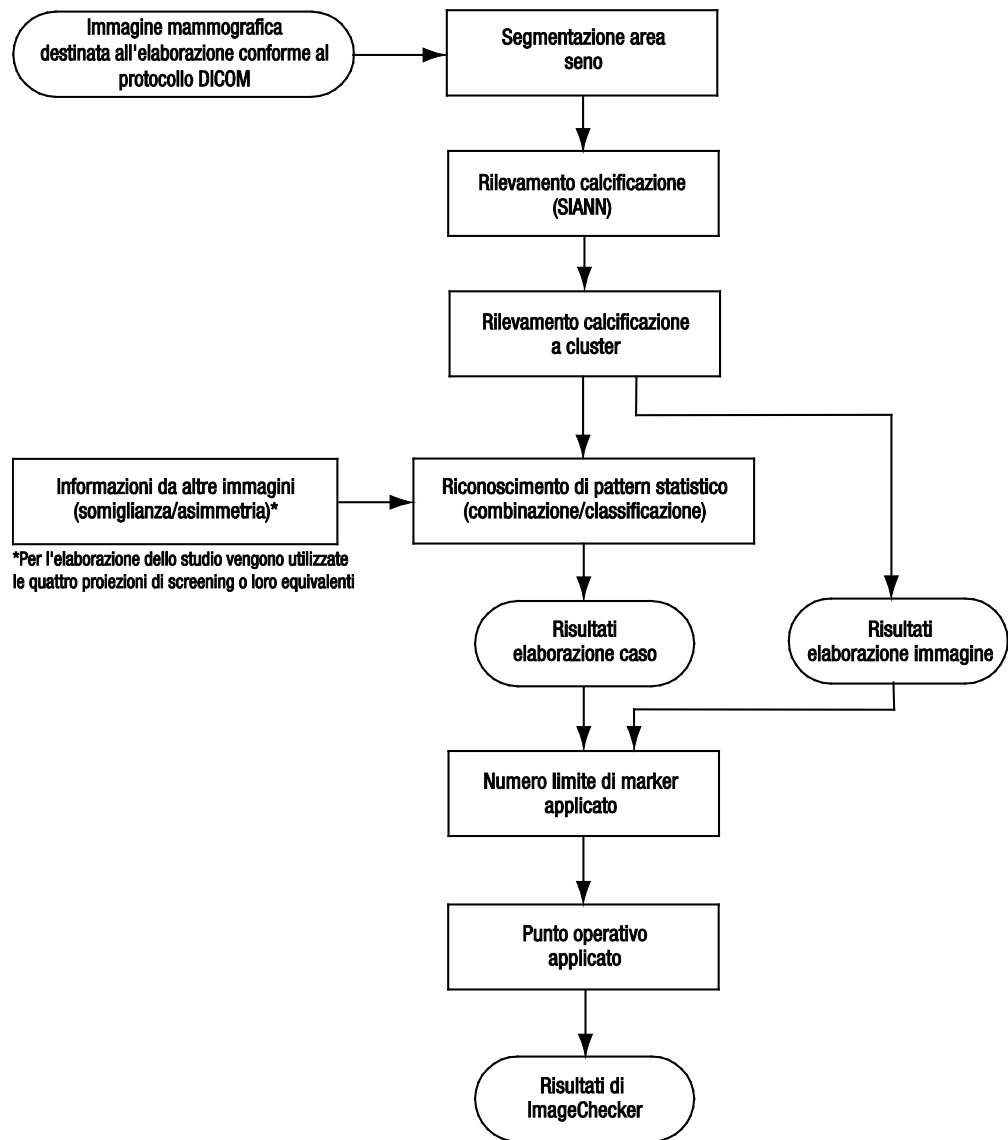 Immagine mammografica
destinata all'elaborazione conforme al
protocollo DICOM
Segmentazione area
seno
Rilevamento calcificazione
(SIANN)
Rilevamento calcificazione
a cluster
Informazioni da altre immagini
(somiglianza/asimmetria)*
*Per l'elaborazione dello studio vengono utilizzate
le quattro proiezioni di screening o loro equivalenti
Riconoscimento di pattern statistico
(combinazione/classificazione)
Risultati
elaborazione caso
Risultati
elaborazione immagine
Numero limite di marker
applicato
Punto operativo
applicato
Risultati di
ImageChecker